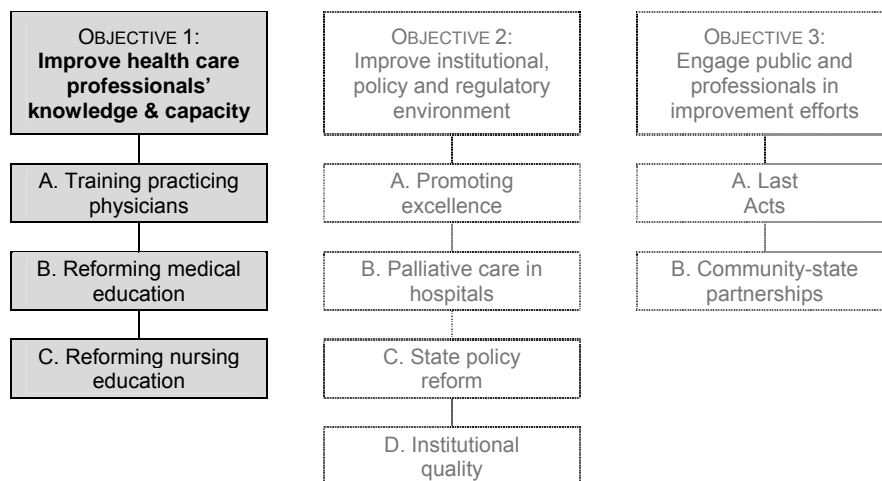 OBJECTIVE 1:
Improve health care
professionals’
knowledge & capacity
A. Training practicing
physicians
B. Reforming medical
education
C. Reforming nursing
education
OBJECTIVE 2:
Improve institutional,
policy and regulatory
environment
A. Promoting
excellence
B. Palliative care in
hospitals
C. State policy
reform
D. Institutional
quality
OBJECTIVE 3:
Engage public and
professionals in
improvement efforts
A. Last
Acts
B. Community-state
partnerships